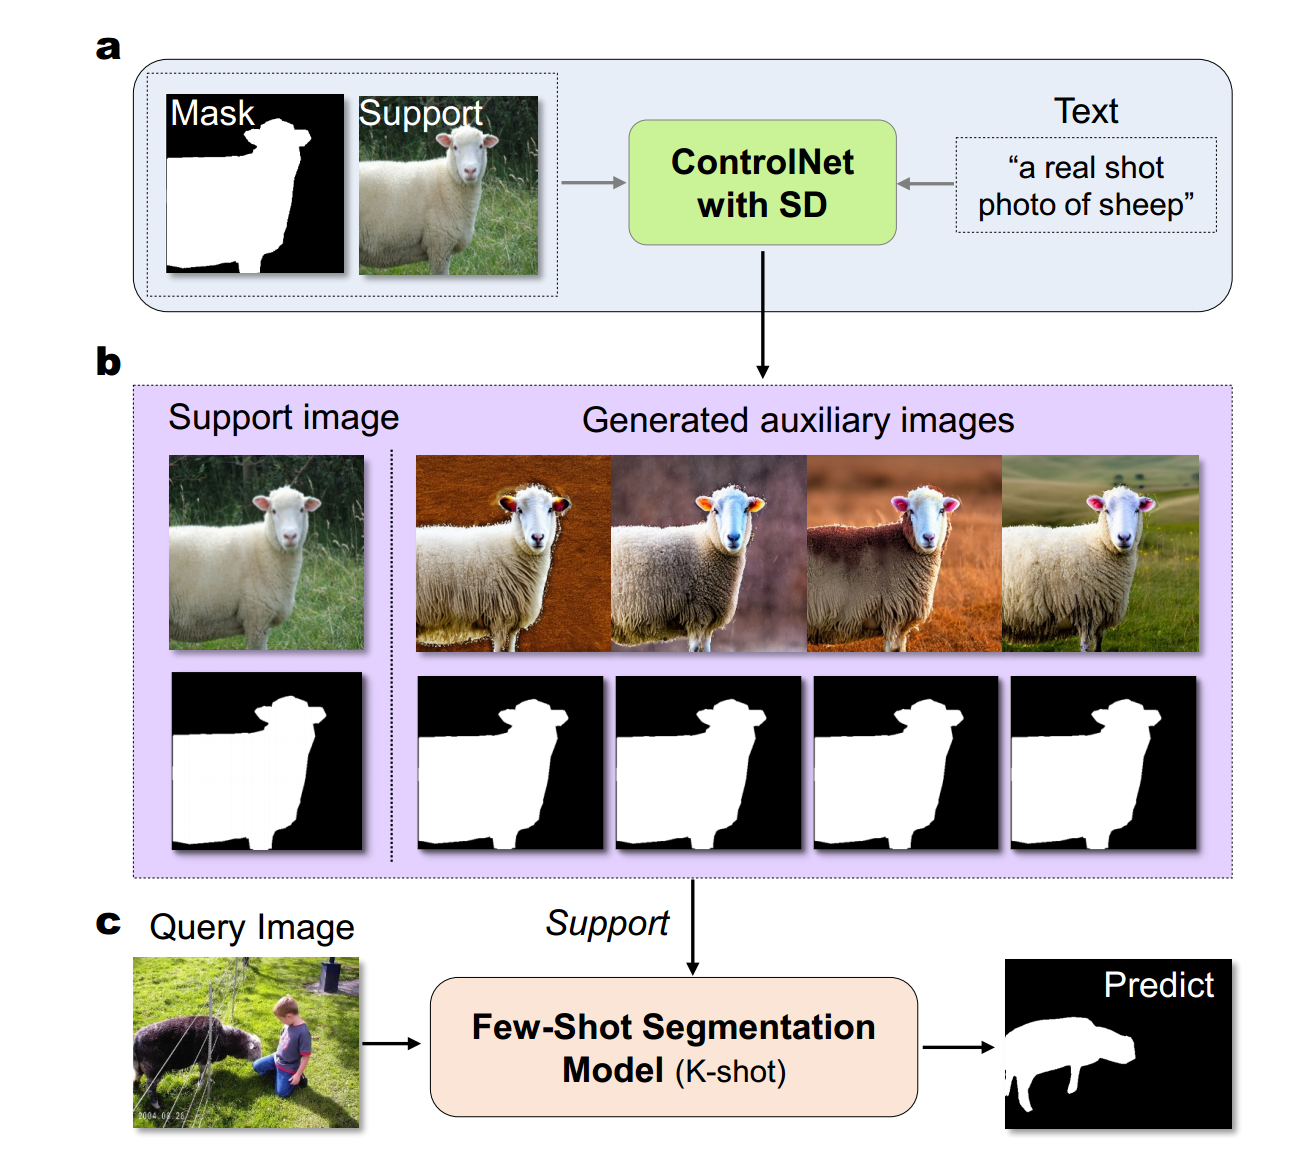 a
Mask
Support
ControlNet
with SD
Text
“a real shot
photo of sheep”
b
Support image
Generated auxiliary images
c
Query Image
Support
2004.08.26
Few-Shot Segmentation
Model (K-shot)
Predict